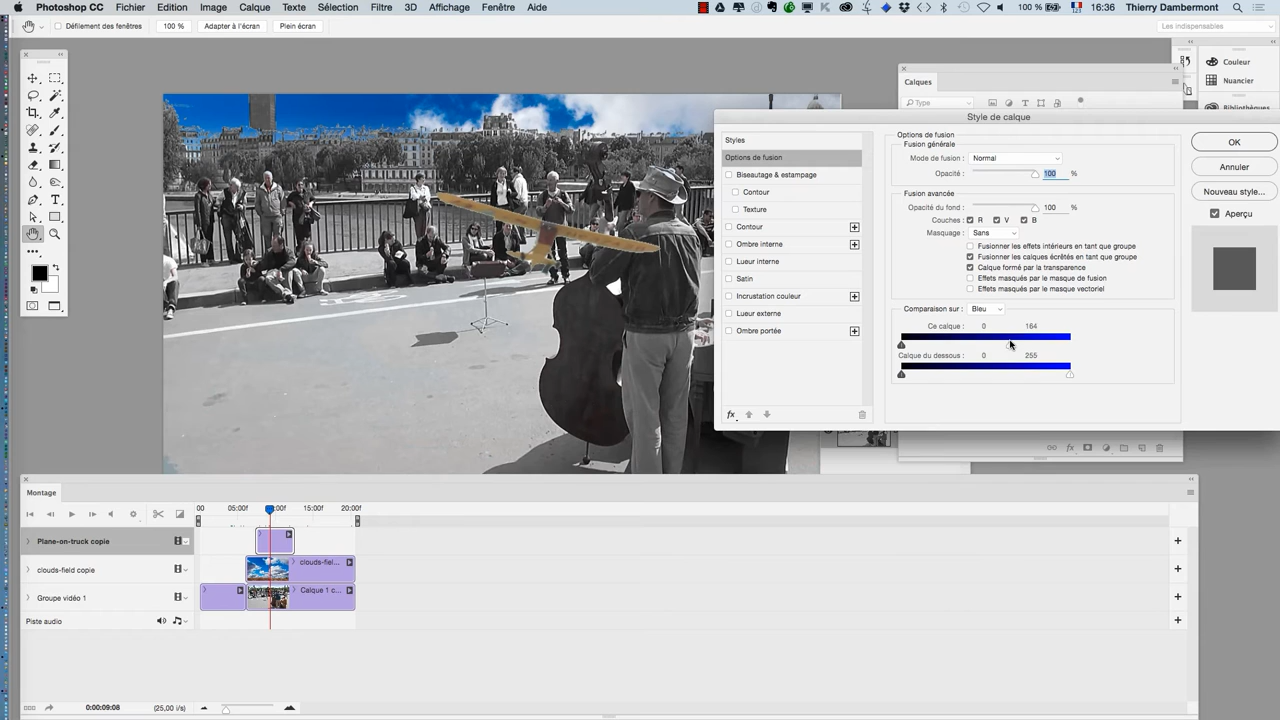 Photoshop CC Fichier Edition Image Calque Texte Sélection Filtre 3D Affichage Fenêtre Aide 100 % 16:36 Thierry Dambermont
Défilement des fenêtres 100 % Adapter à l'écran Plein écran Les indispensables
Couleur
Nuancier
Bibliothèques
Calques
Type
Style de calque
Styles
Options de fusion
Biseautage & estampage
Contour
Texture
Contour
Ombre interne
Lueur interne
Satin
Incrustation couleur
Lueur externe
Ombre portée
fx
Options de fusion
Fusion générale
Mode de fusion : Normal
Opacité : 100 %
Fusion avancée
Opacité du fond : 100 %
Couches : R V B
Masquage : Sans
Fusionner les effets intérieurs en tant que groupe
Fusionner les calques écrêtés en tant que groupe
Calque formé par la transparence
Effets masqués par le masque de fusion
Effets masqués par le masque vectoriel
Comparaison sur : Bleu
Ce calque : 0 164
Calque du dessous : 0 255
OK
Annuler
Nouveau style...
Aperçu
fx
Montage
00 05:00f :00f 15:00f 20:00f
Plane-on-truck copie
clouds-field copie clouds-fiel...
Groupe vidéo 1 Calque 1 c...
Piste audio
0:00:09:08 (25,00 i/s)